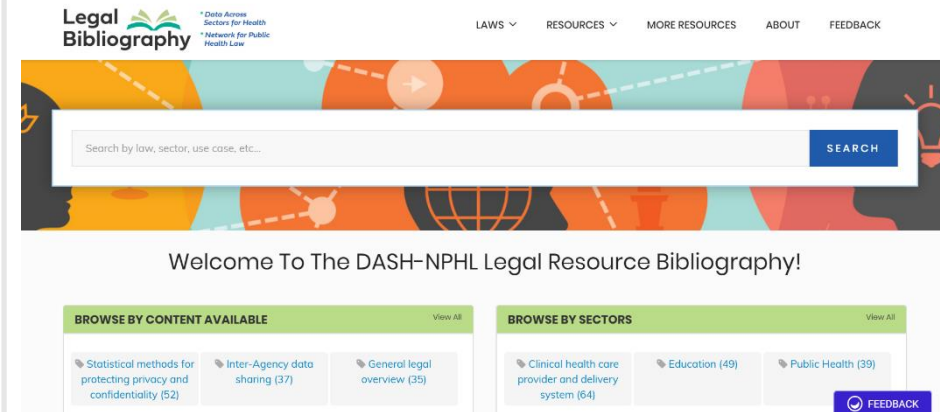 Legal
Bibliography
* Data Across
Sectors for Health
* Network for Public
Health Law
LAWS
RESOURCES
MORE RESOURCES
ABOUT
FEEDBACK
Search by law, sector, use case, etc...
SEARCH
Welcome To The DASH-NPHL Legal Resource Bibliography!
BROWSE BY CONTENT AVAILABLE
View All
Statistical methods for
protecting privacy and
confidentiality (52)
Inter-Agency data
sharing (37)
General legal
overview (35)
BROWSE BY SECTORS
View All
Clinical health care
provider and delivery
system (64)
Education (49)
Public Health (39)
FEEDBACK